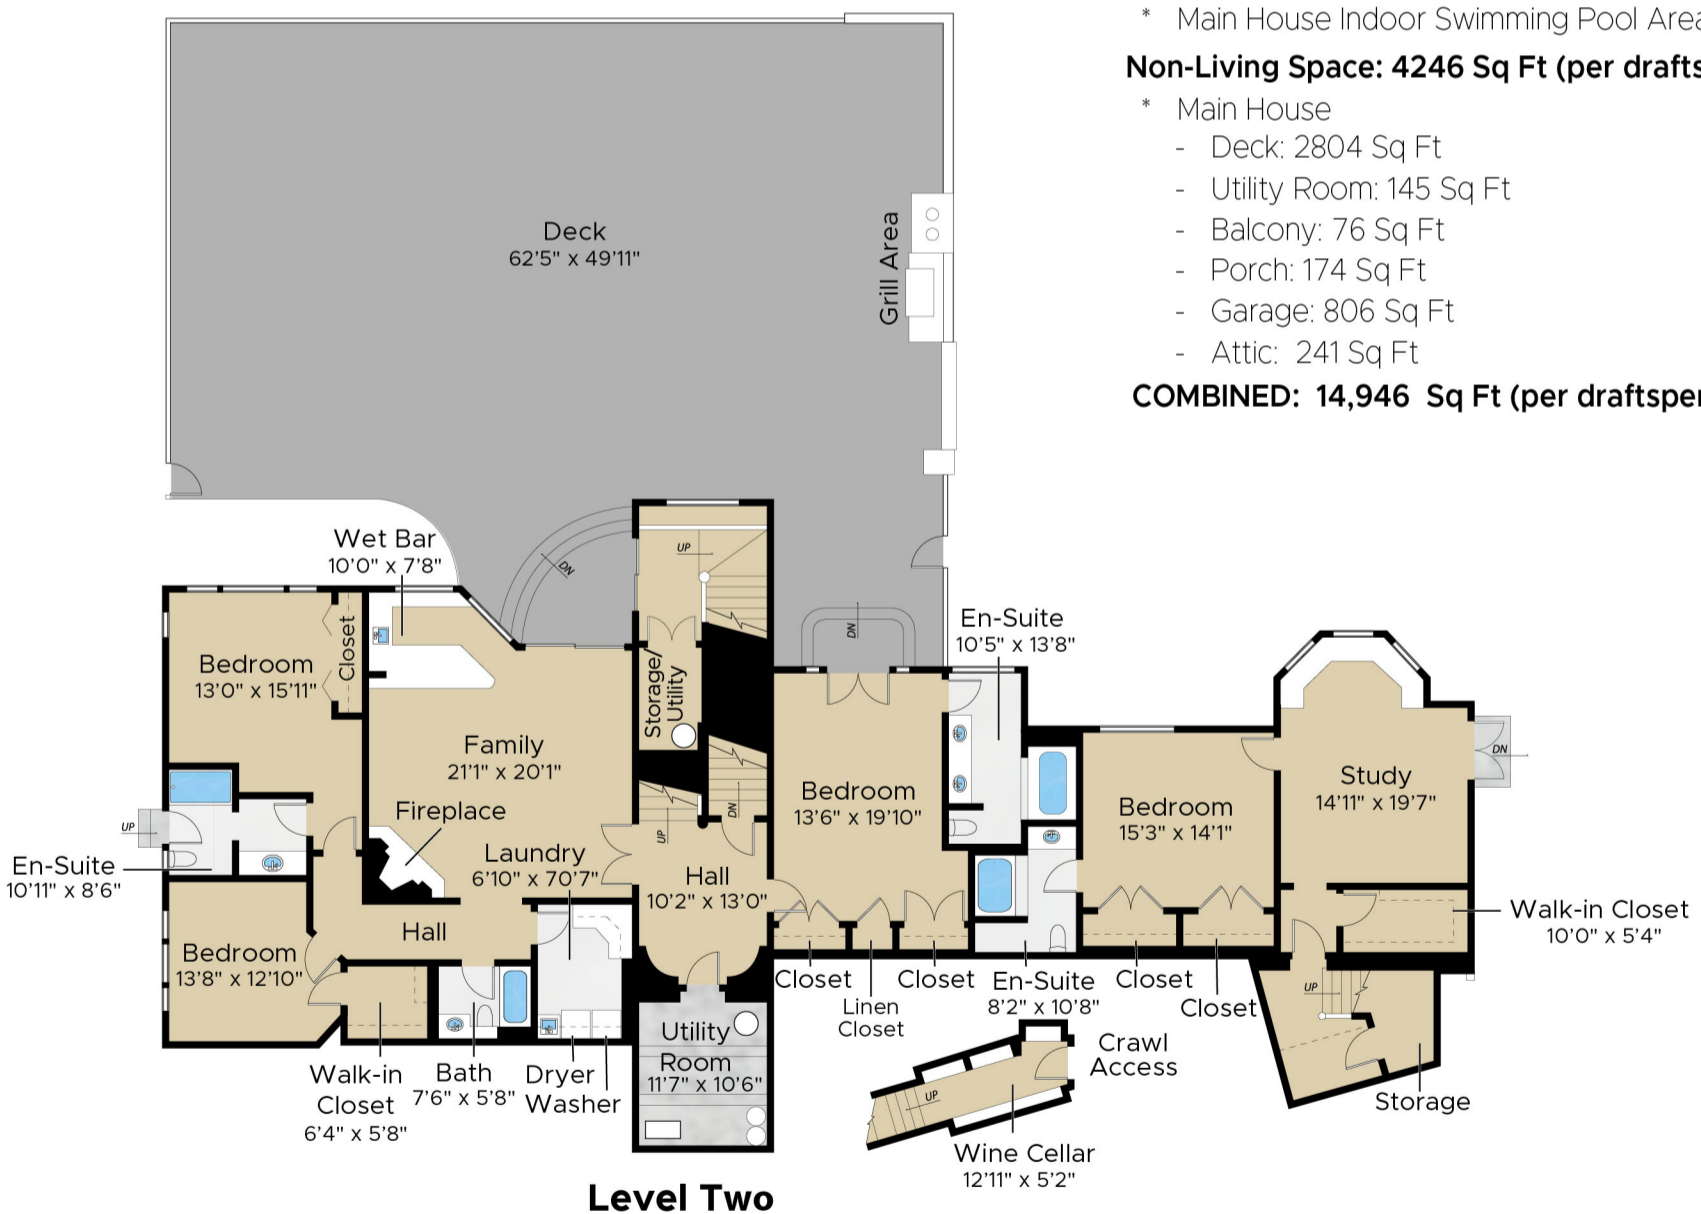 * Main House Indoor Swimming Pool Area
Non-Living Space: 4246 Sq Ft (per drafts
* Main House
- Deck: 2804 Sq Ft
- Utility Room: 145 Sq Ft
- Balcony: 76 Sq Ft
- Porch: 174 Sq Ft
- Garage: 806 Sq Ft
- Attic: 241 Sq Ft
COMBINED: 14,946 Sq Ft (per draftsper
Deck
62'5" x 49'11"
Grill Area
Wet Bar
10'0" x 7'8"
DN
UP
DN
En-Suite
10'5" x 13'8"
Bedroom
13'0" x 15'11"
Closet
Storage/
Utility
Family
21'1" x 20'1"
Fireplace
Bedroom
13'6" x 19'10"
Bedroom
15'3" x 14'1"
Study
14'11" x 19'7"
DN
UP
En-Suite
10'11" x 8'6"
Laundry
6'10" x 70'7"
UP
DN
Hall
10'2" x 13'0"
Hall
Bedroom
13'8" x 12'10"
Walk-in Closet
10'0" x 5'4"
Closet
Linen
Closet
Closet
En-Suite
8'2" x 10'8"
Closet
Closet
UP
Storage
Walk-in
Closet
6'4" x 5'8"
Bath
7'6" x 5'8"
Dryer
Washer
Utility
Room
11'7" x 10'6"
Crawl
Access
UP
Wine Cellar
12'11" x 5'2"
Level Two